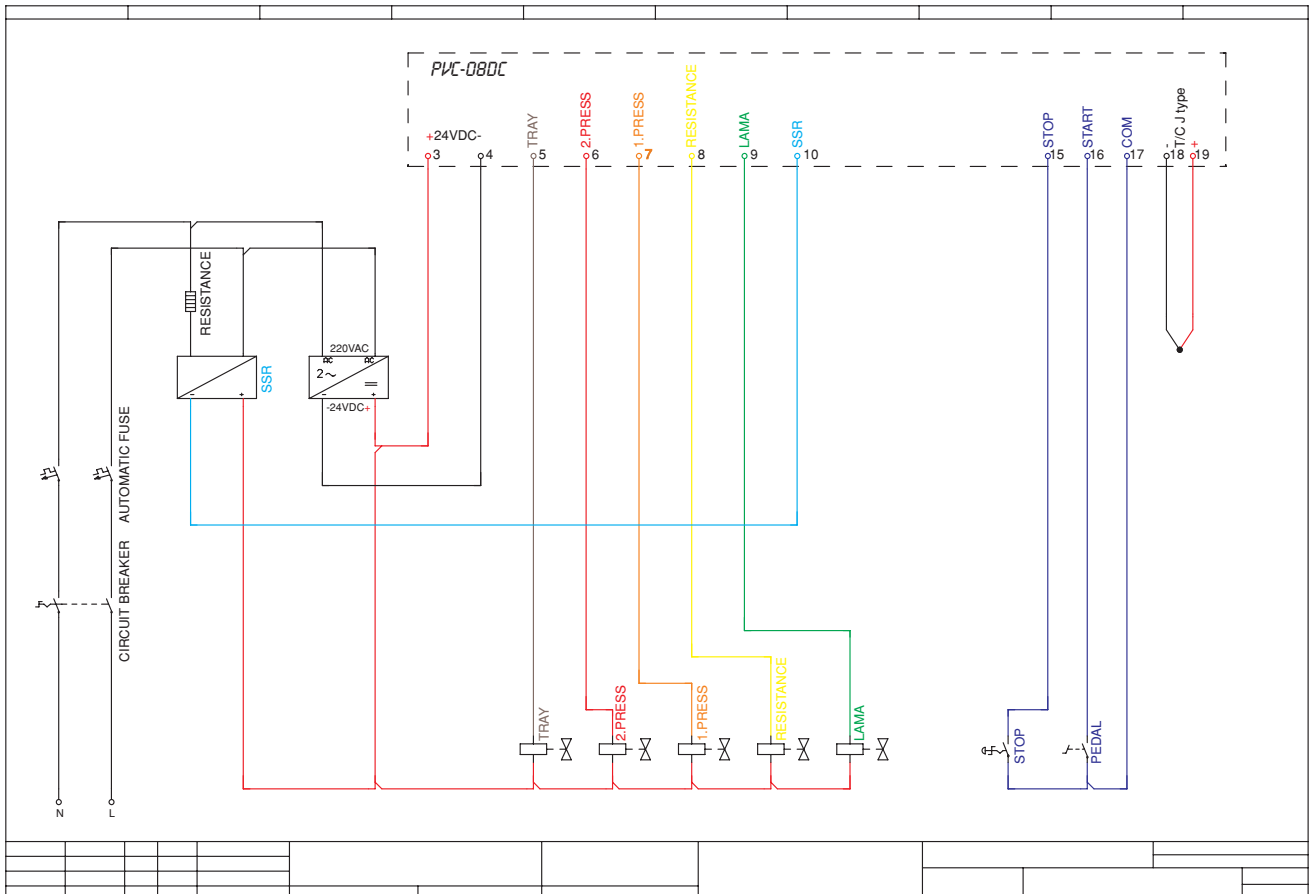 PVC-08DC
+24VDC-
TRAY
2.PRESS
1.PRESS
RESISTANCE
LAMA
SSR
STOP
START
COM
- T/C J type +
3
4
5
6
7
8
9
10
15
16
17
18
19
RESISTANCE
SSR
220VAC
AC
AC
2~
- +
- +
-24VDC+
AUTOMATIC FUSE
CIRCUIT BREAKER
TRAY
2.PRESS
1.PRESS
RESISTANCE
LAMA
STOP
PEDAL
N
L